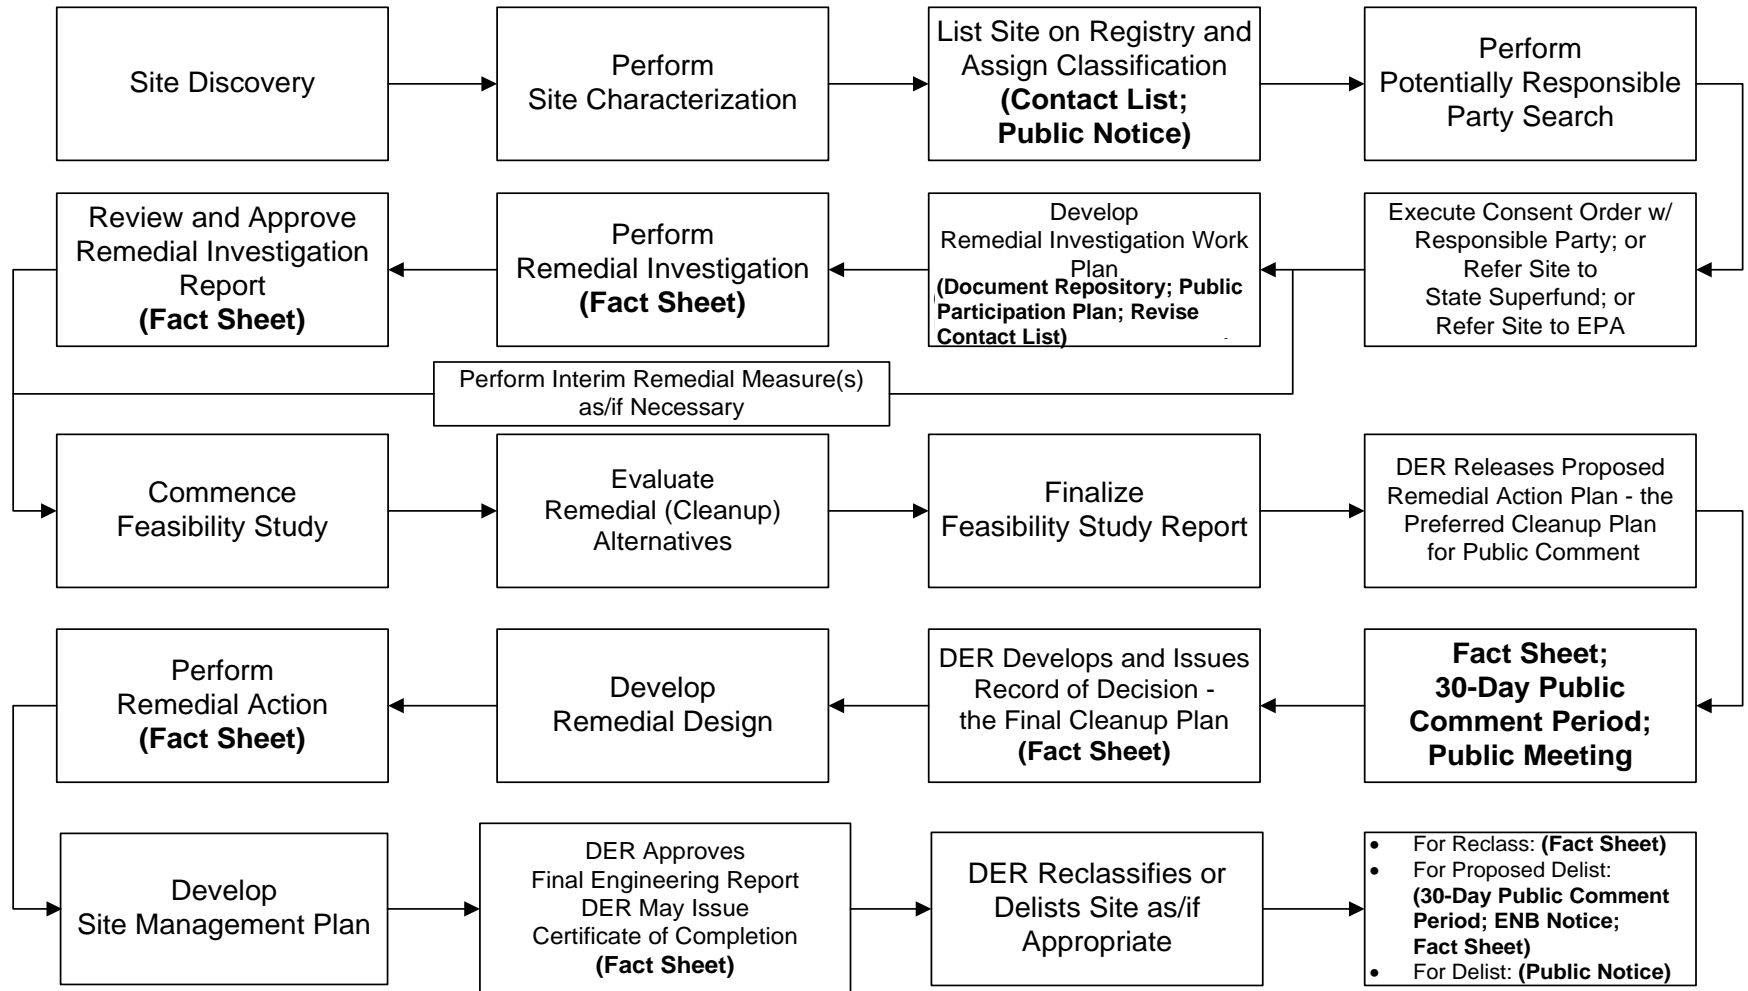 Site Discovery
Perform
Site Characterization
List Site on Registry and
Assign Classification
(Contact List;
Public Notice)
Perform
Potentially Responsible
Party Search
Execute Consent Order w/
Responsible Party; or
Refer Site to
State Superfund; or
Refer Site to EPA
Develop
Remedial Investigation Work
Plan
(Document Repository; Public
Participation Plan; Revise
Contact List)
Perform
Remedial Investigation
(Fact Sheet)
Review and Approve
Remedial Investigation
Report
(Fact Sheet)
Perform Interim Remedial Measure(s)
as/if Necessary
Commence
Feasibility Study
Evaluate
Remedial (Cleanup)
Alternatives
Finalize
Feasibility Study Report
DER Releases Proposed
Remedial Action Plan - the
Preferred Cleanup Plan
for Public Comment
Fact Sheet;
30-Day Public
Comment Period;
Public Meeting
DER Develops and Issues
Record of Decision -
the Final Cleanup Plan
(Fact Sheet)
Develop
Remedial Design
Perform
Remedial Action
(Fact Sheet)
Develop
Site Management Plan
DER Approves
Final Engineering Report
DER May Issue
Certificate of Completion
(Fact Sheet)
DER Reclassifies or
Delists Site as/if
Appropriate
• For Reclass: (Fact Sheet)
• For Proposed Delist:
(30-Day Public Comment
Period; ENB Notice;
Fact Sheet)
• For Delist: (Public Notice)